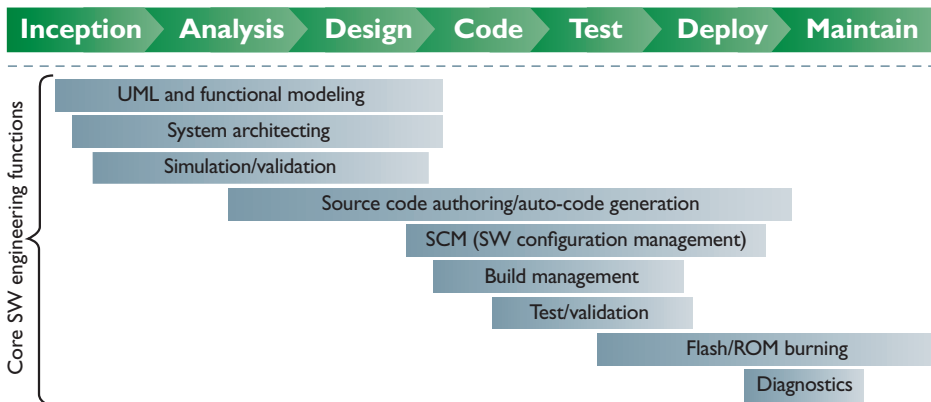 Inception Analysis Design Code Test Deploy Maintain
Core SW engineering functions
UML and functional modeling
System architecting
Simulation/validation
Source code authoring/auto-code generation
SCM (SW configuration management)
Build management
Test/validation
Flash/ROM burning
Diagnostics